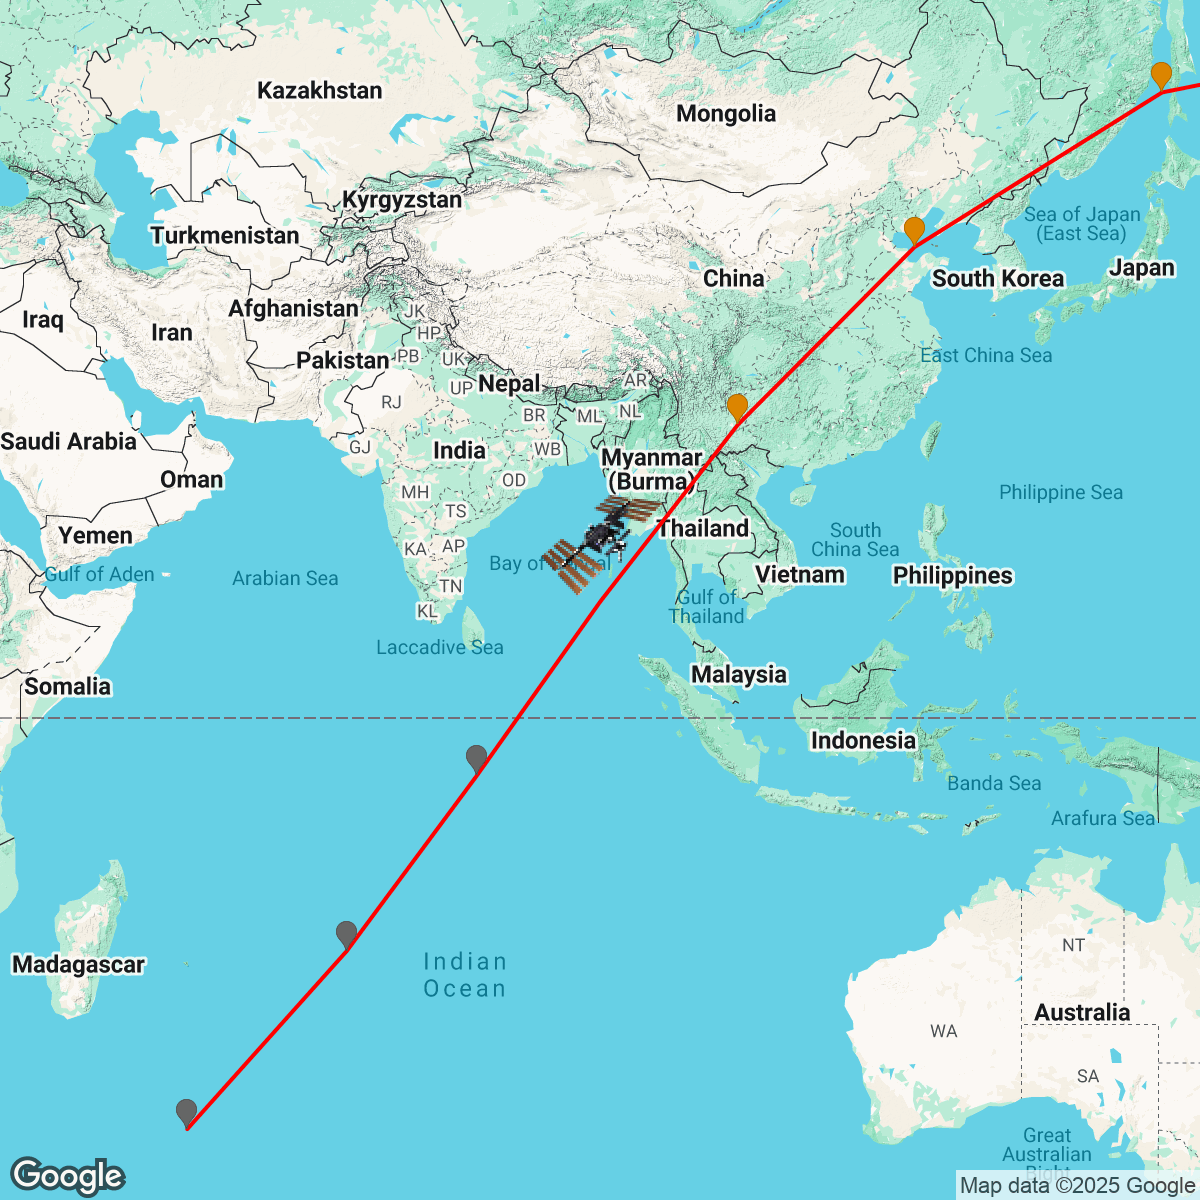 Kazakhstan
Mongolia
Kyrgyzstan
Turkmenistan
Sea of Japan
(East Sea)
China
South Korea
Japan
Afghanistan
JK
Iraq
Iran
HP
Pakistan
PB
UK
East China Sea
Nepal
UP
AR
RJ
BR
ML
NL
Saudi Arabia
GJ
India
WB
Myanmar
(Burma)
Oman
OD
MH
Philippine Sea
TS
Yemen
Thailand
South
China Sea
KA
AP
Gulf of Aden
Arabian Sea
Bay of
Vietnam
Philippines
TN
KL
Gulf of
Thailand
Laccadive Sea
Somalia
Malaysia
Indonesia
Banda Sea
Arafura Sea
NT
Madagascar
Indian
Ocean
Australia
WA
SA
Great
Australian
Bight
Google
Map data ©2025 Google